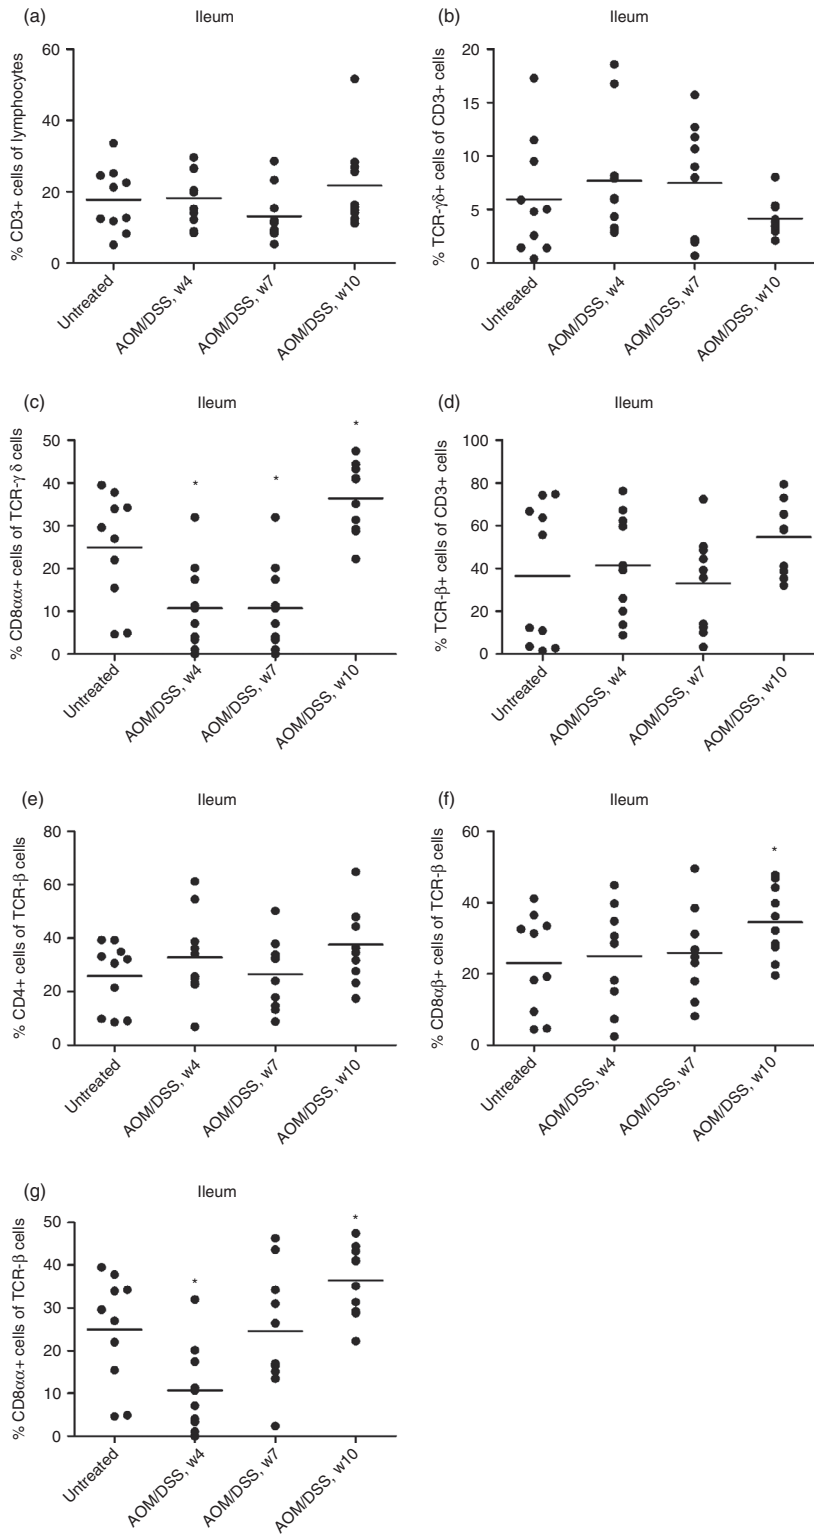 (a)
Ileum
% CD3+ cells of lymphocytes
60
40
20
0
Untreated
AOM/DSS, w4
AOM/DSS, w7
AOM/DSS, w10
(b)
Ileum
% TCR-γδ+ cells of CD3+ cells
20
15
10
5
0
Untreated
AOM/DSS, w4
AOM/DSS, w7
AOM/DSS, w10
(c)
Ileum
% CD8αα+ cells of TCR-γ δ cells
50
40
30
20
10
0
*
*
*
Untreated
AOM/DSS, w4
AOM/DSS, w7
AOM/DSS, w10
(d)
Ileum
% TCR-β+ cells of CD3+ cells
100
80
60
40
20
0
Untreated
AOM/DSS, w4
AOM/DSS, w7
AOM/DSS, w10
(e)
Ileum
% CD4+ cells of TCR-β cells
80
60
40
20
0
Untreated
AOM/DSS, w4
AOM/DSS, w7
AOM/DSS, w10
(f)
Ileum
% CD8αβ+ cells of TCR-β cells
60
40
20
0
*
Untreated
AOM/DSS, w4
AOM/DSS, w7
AOM/DSS, w10
(g)
Ileum
% CD8αα+ cells of TCR-β cells
50
40
30
20
10
0
*
*
Untreated
AOM/DSS, w4
AOM/DSS, w7
AOM/DSS, w10